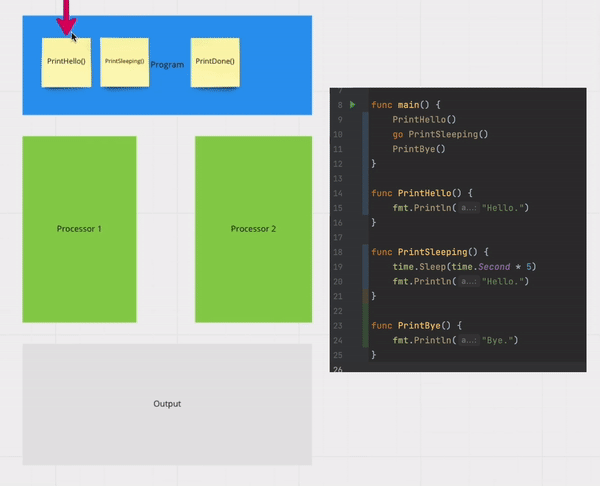 PrintHello()
PrintSleeping()
Program
PrintDone()
Processor 1
Processor 2
Output
7
8 func main() {
9 PrintHello()
10 go PrintSleeping()
11 PrintBye()
12 }
13
14 func PrintHello() {
15 fmt.Println( a...: "Hello.")
16 }
17
18 func PrintSleeping() {
19 time.Sleep(time.Second * 5)
20 fmt.Println( a...: "Hello.")
21 }
22
23 func PrintBye() {
24 fmt.Println( a...: "Bye.")
25 }
26